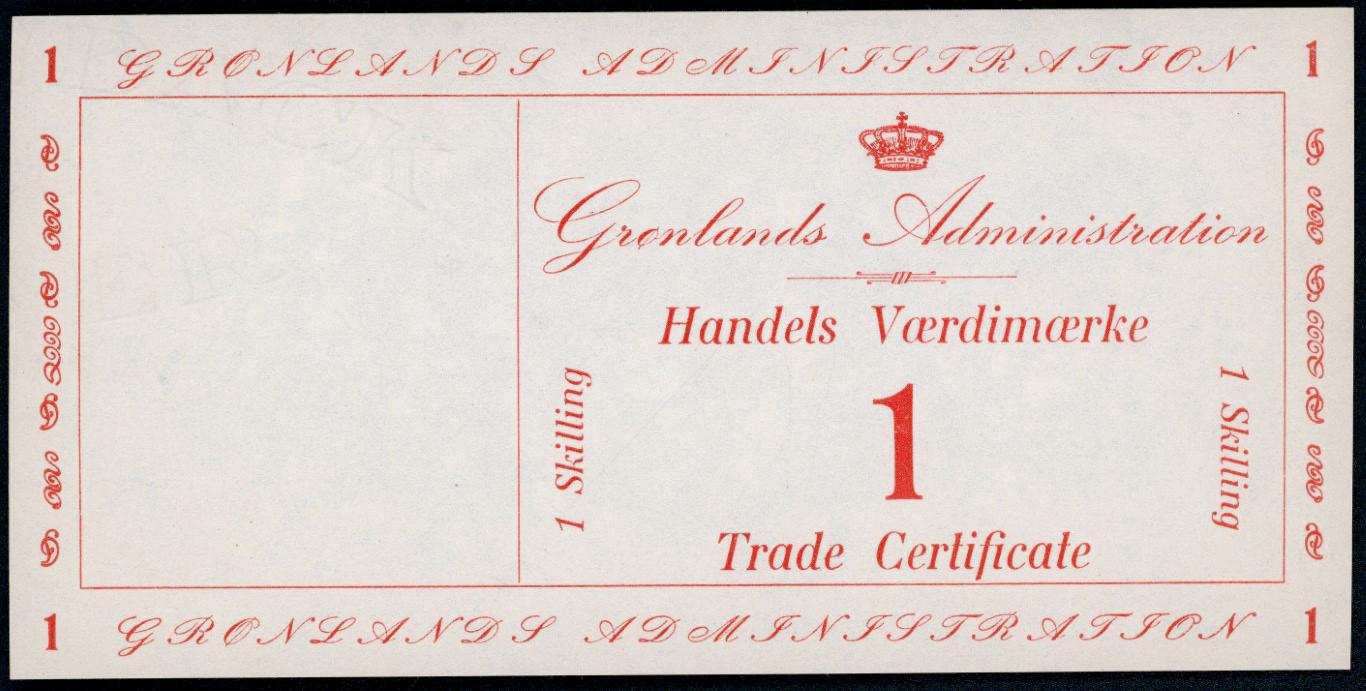 1 GRØNLANDS ADMINISTRATION 1
Grønlands Administration
Handels Værdimærke
1 Skilling
1
1 Skilling
Trade Certificate
1 GRØNLANDS ADMINISTRATION 1